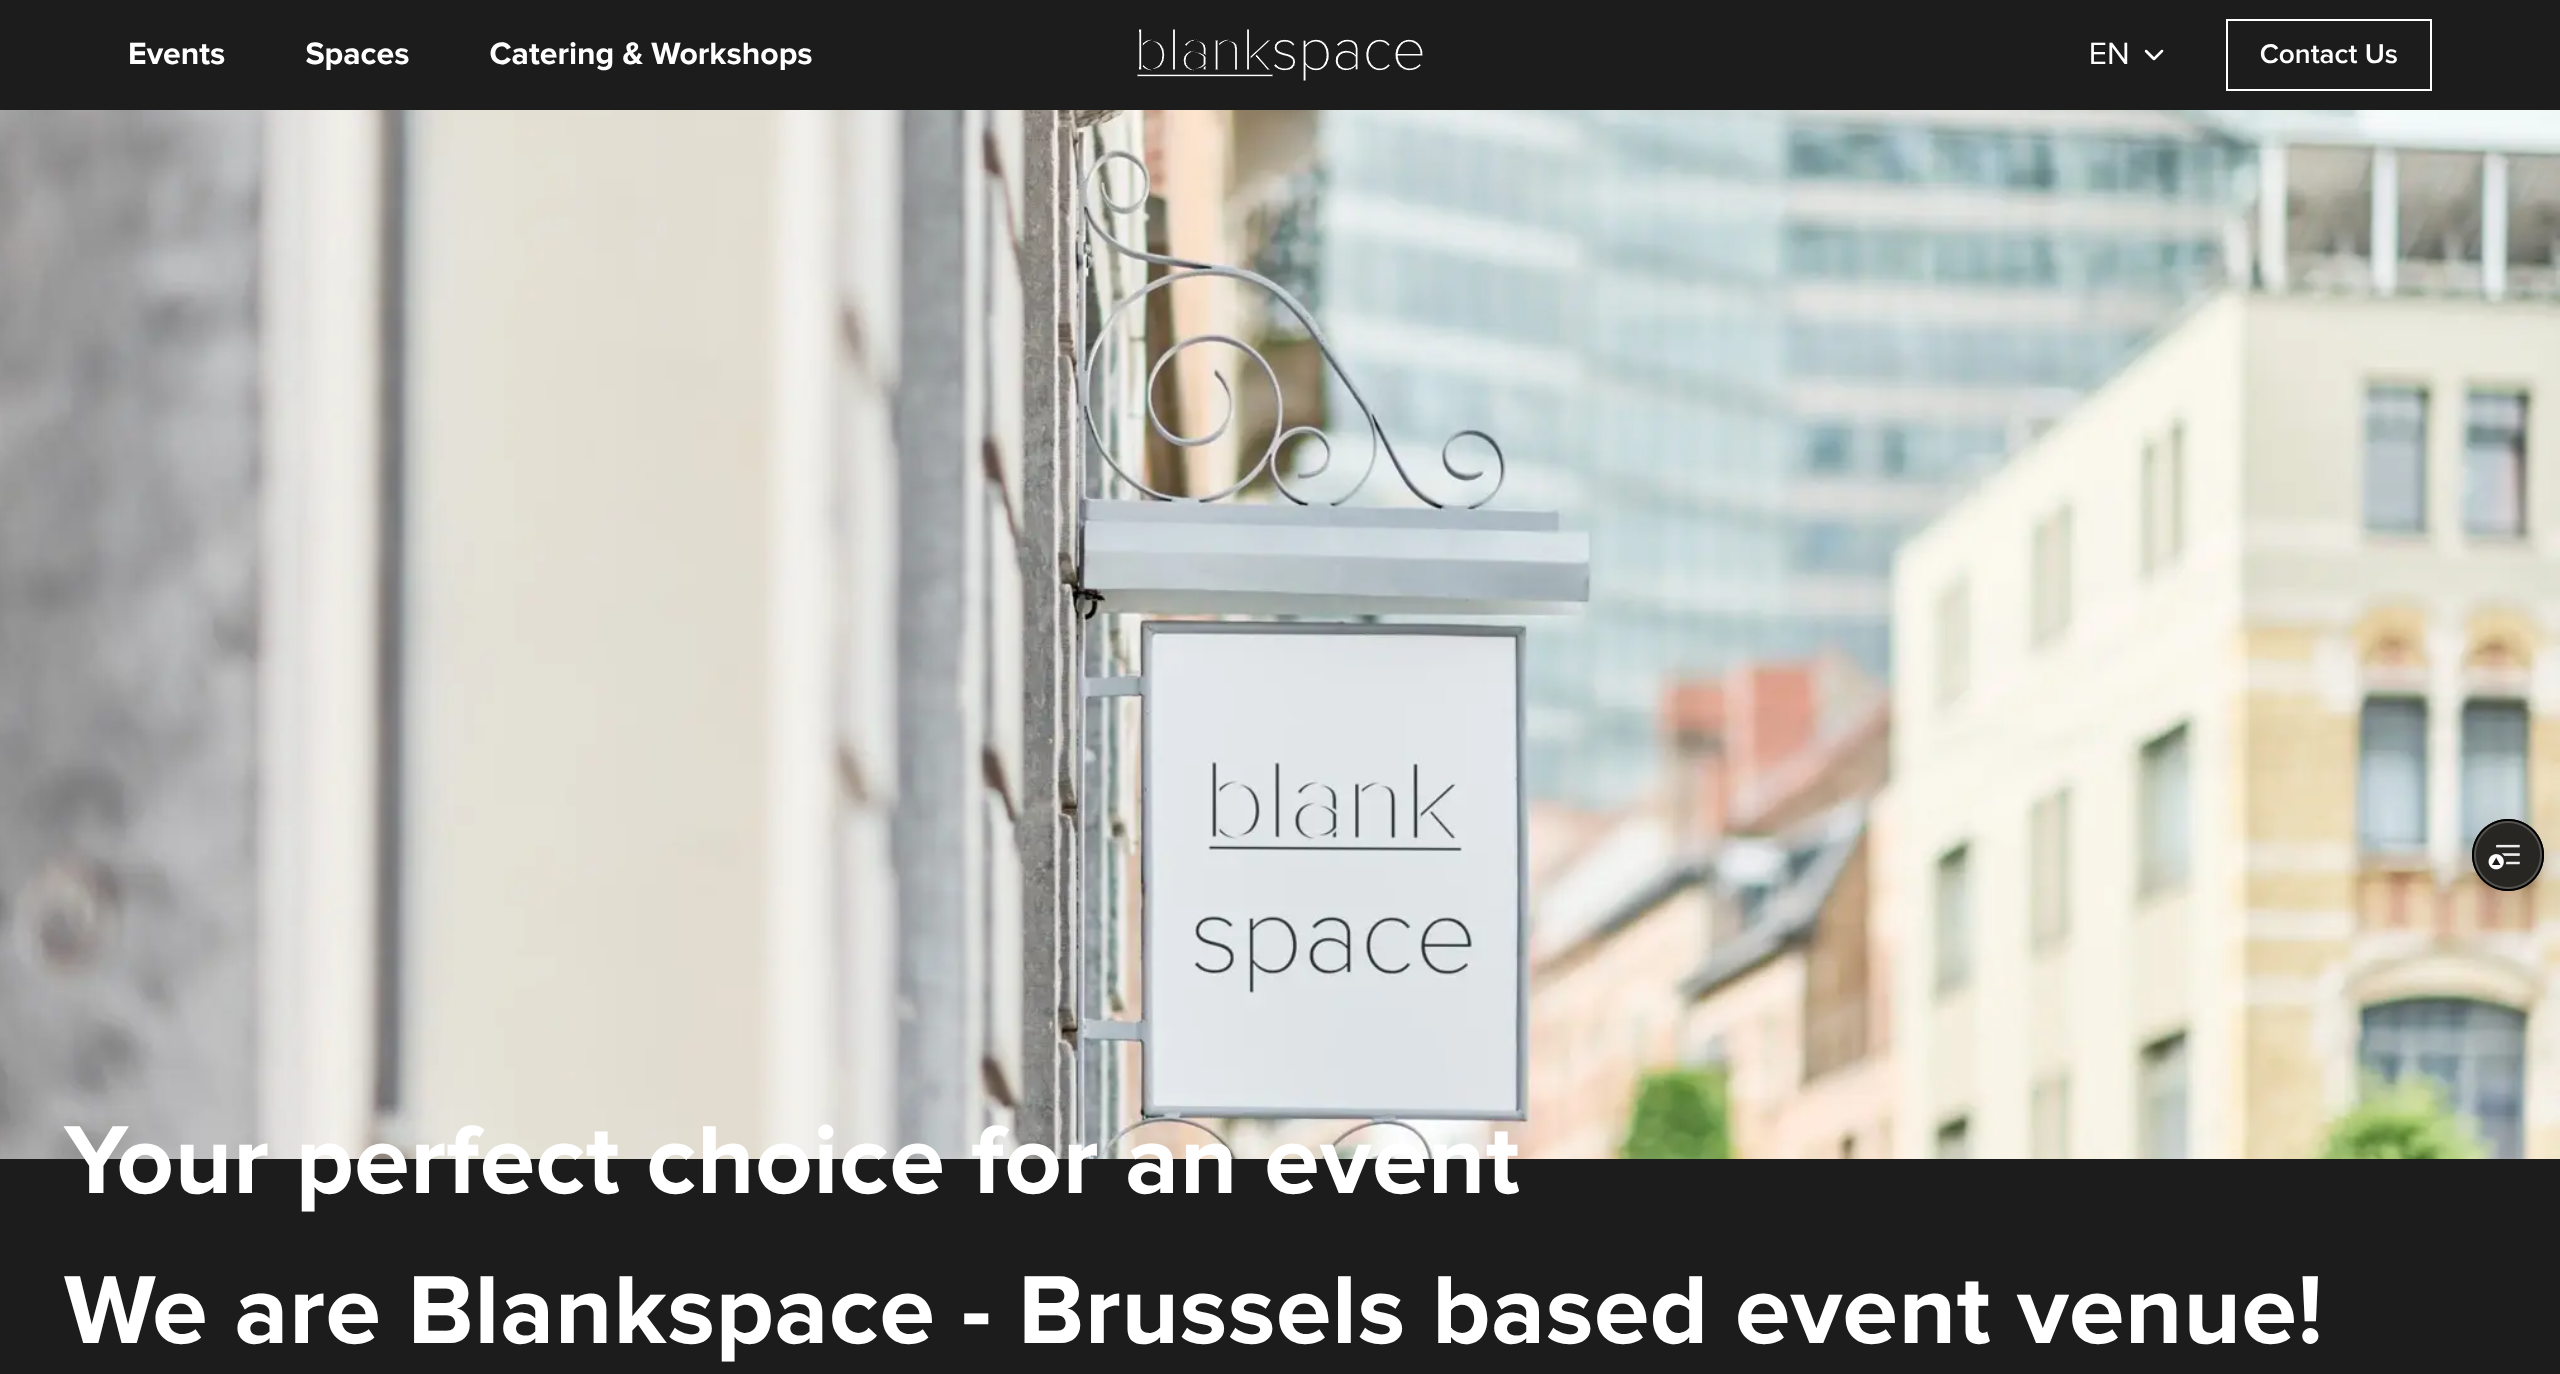 Events Spaces Catering & Workshops blankspace EN Contact Us
blank
space
Your perfect choice for an event
We are Blankspace - Brussels based event venue!